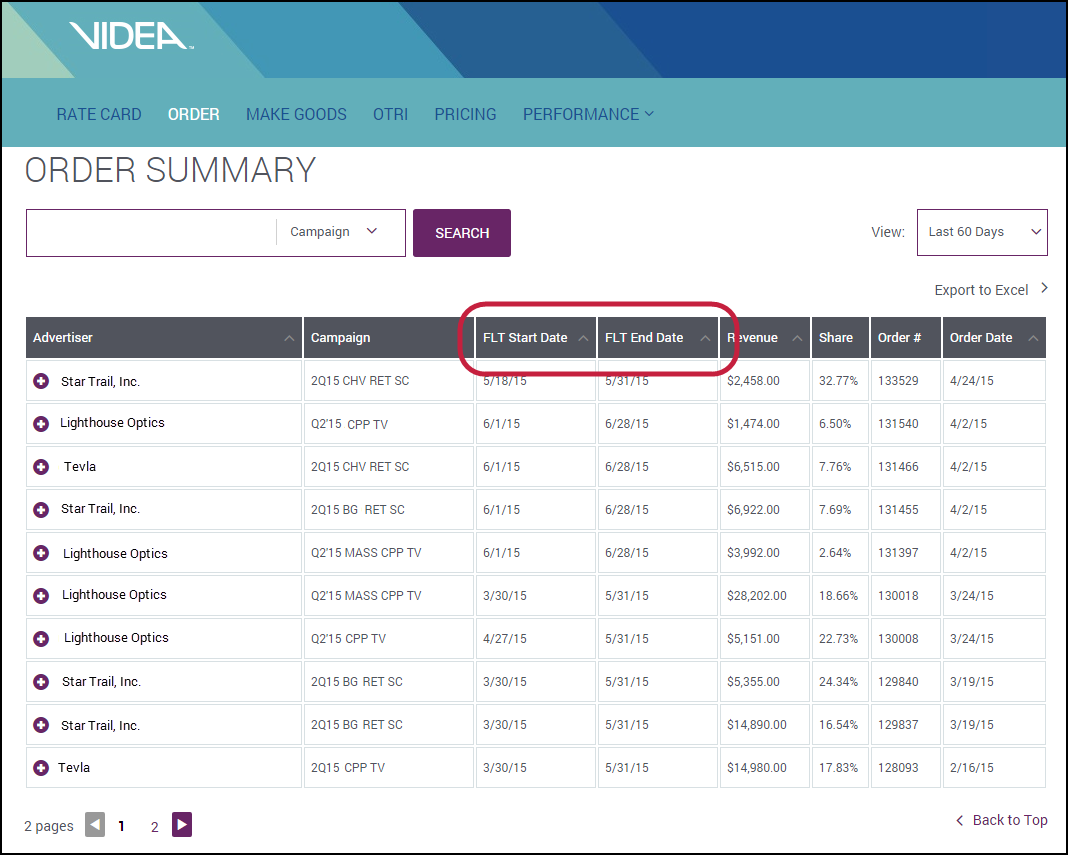 VIDEA™
RATE CARD ORDER MAKE GOODS OTRI PRICING PERFORMANCE
ORDER SUMMARY
Campaign SEARCH View: Last 60 Days
Export to Excel
Advertiser Campaign FLT Start Date FLT End Date Revenue Share Order # Order Date
Star Trail, Inc. 2Q15 CHV RET SC 5/18/15 5/31/15 $2,458.00 32.77% 133529 4/24/15
Lighthouse Optics Q2'15 CPP TV 6/1/15 6/28/15 $1,474.00 6.50% 131540 4/2/15
Tevla 2Q15 CHV RET SC 6/1/15 6/28/15 $6,515.00 7.76% 131466 4/2/15
Star Trail, Inc. 2Q15 BG RET SC 6/1/15 6/28/15 $6,922.00 7.69% 131455 4/2/15
Lighthouse Optics Q2'15 MASS CPP TV 6/1/15 6/28/15 $3,992.00 2.64% 131397 4/2/15
Lighthouse Optics Q2'15 MASS CPP TV 3/30/15 5/31/15 $28,202.00 18.66% 130018 3/24/15
Lighthouse Optics Q2'15 CPP TV 4/27/15 5/31/15 $5,151.00 22.73% 130008 3/24/15
Star Trail, Inc. 2Q15 BG RET SC 3/30/15 5/31/15 $5,355.00 24.34% 129840 3/19/15
Star Trail, Inc. 2Q15 BG RET SC 3/30/15 5/31/15 $14,890.00 16.54% 129837 3/19/15
Tevla 2Q15 CPP TV 3/30/15 5/31/15 $14,980.00 17.83% 128093 2/16/15
2 pages 1 2 Back to Top